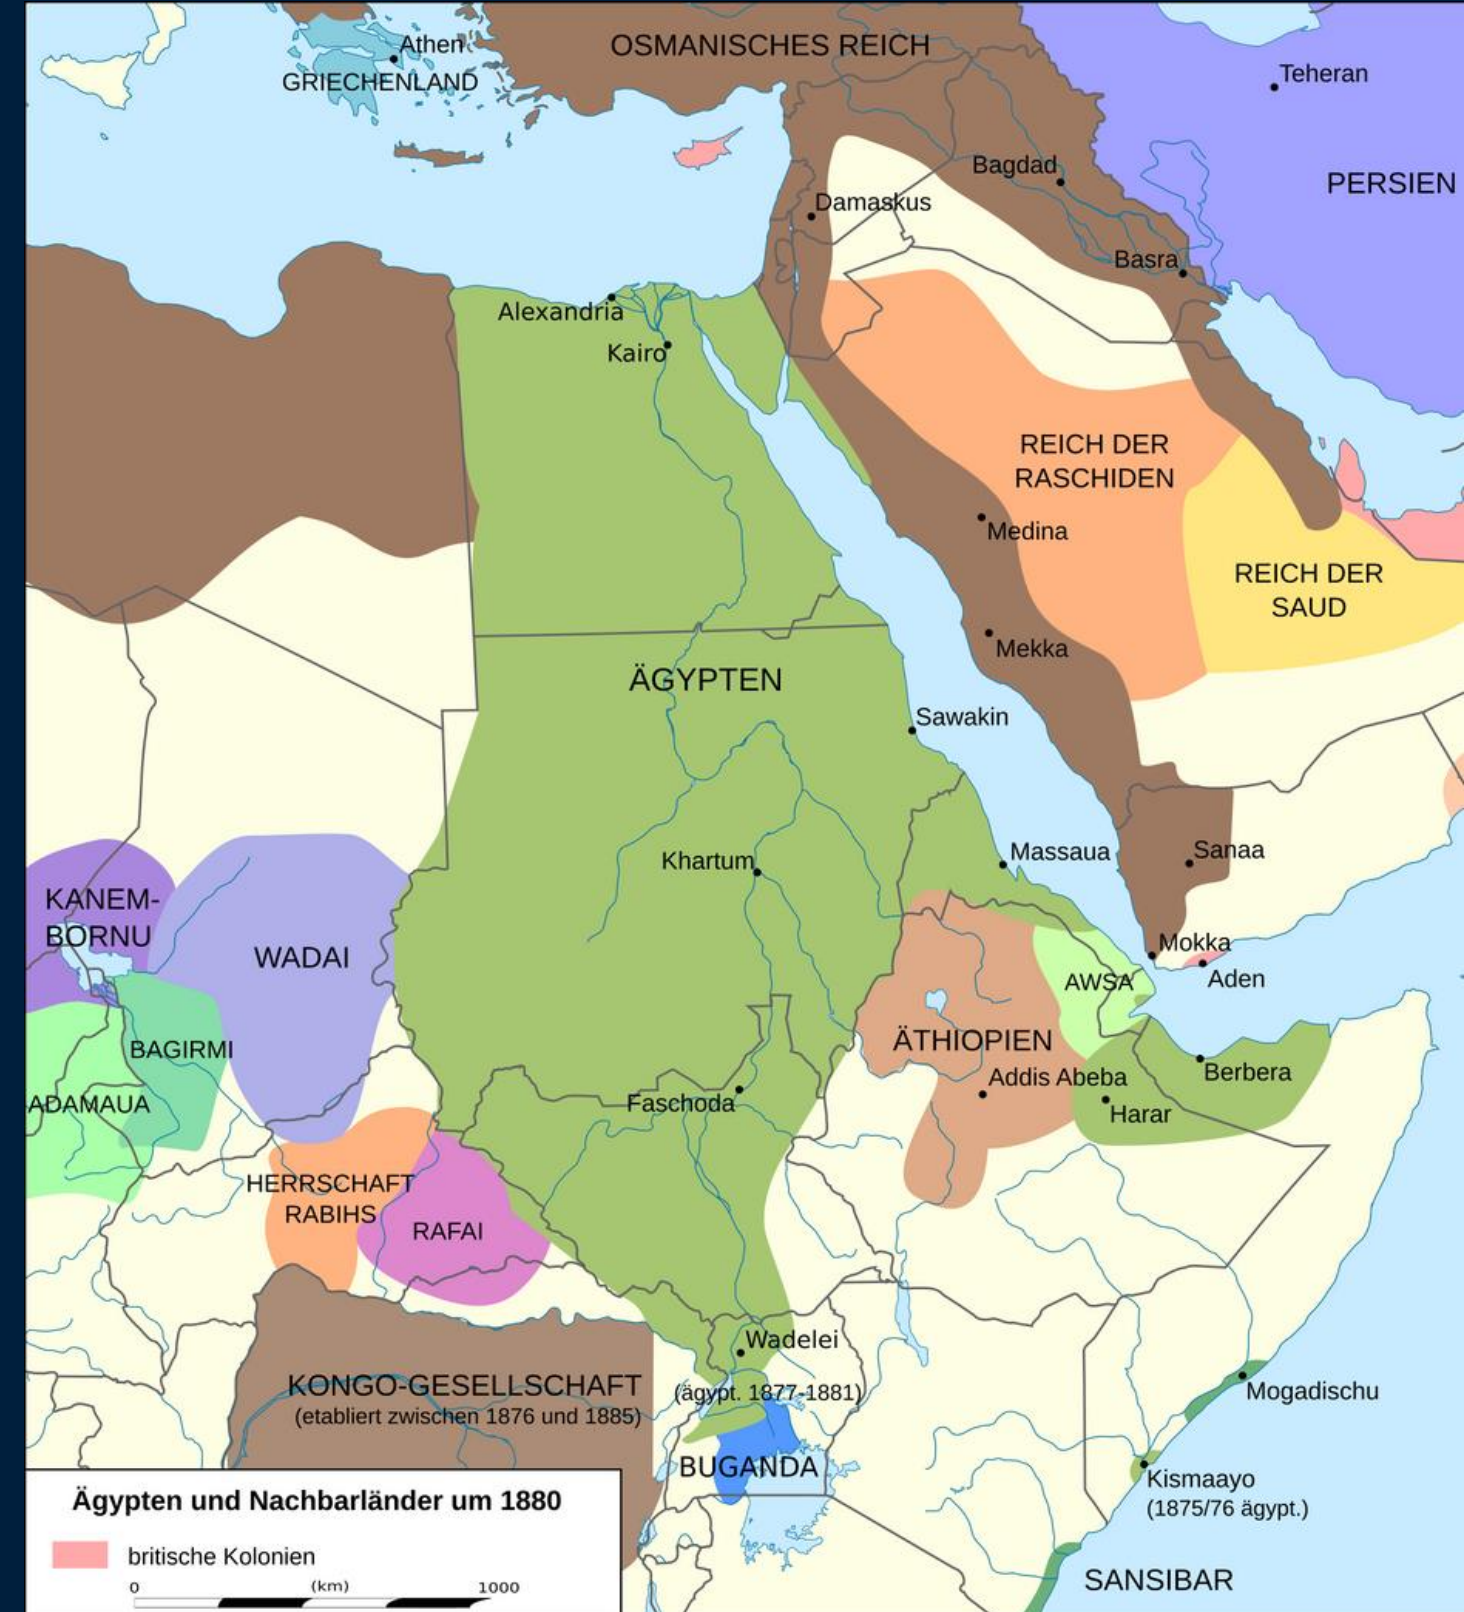 OSMANISCHES REICH
Athen
GRIECHENLAND
Teheran
Bagdad
PERSIEN
Damaskus
Basra
Alexandria
Kairo
REICH DER
RASCHIDEN
Medina
REICH DER
SAUD
Mekka
ÄGYPTEN
Sawakin
Khartum
Massaua
Sanaa
KANEM-
BORNU
WADAI
Mokka
Aden
AWSA
BAGIRMI
ÄTHIOPIEN
Addis Abeba
Berbera
ADAMAUA
Faschoda
Harar
HERRSCHAFT
RABIHS
RAFAI
Wadelei
(ägypt. 1877-1881)
KONGO-GESELLSCHAFT
(etabliert zwischen 1876 und 1885)
Mogadischu
BUGANDA
Kismaayo
(1875/76 ägypt.)
SANSIBAR
Ägypten und Nachbarländer um 1880
britische Kolonien
0 (km) 1000